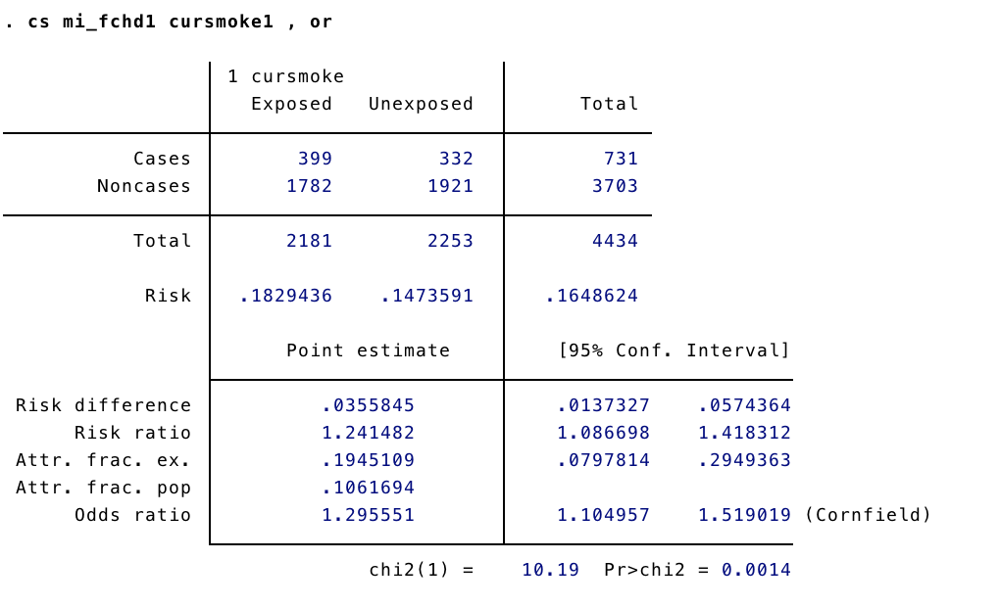 . cs mi_fchd1 cursmoke1 , or
1 cursmoke
Exposed Unexposed Total
Cases 399 332 731
Noncases 1782 1921 3703
Total 2181 2253 4434
Risk .1829436 .1473591 .1648624
Point estimate [95% Conf. Interval]
Risk difference .0355845 .0137327 .0574364
Risk ratio 1.241482 1.086698 1.418312
Attr. frac. ex. .1945109 .0797814 .2949363
Attr. frac. pop .1061694
Odds ratio 1.295551 1.104957 1.519019 (Cornfield)
chi2(1) = 10.19 Pr>chi2 = 0.0014